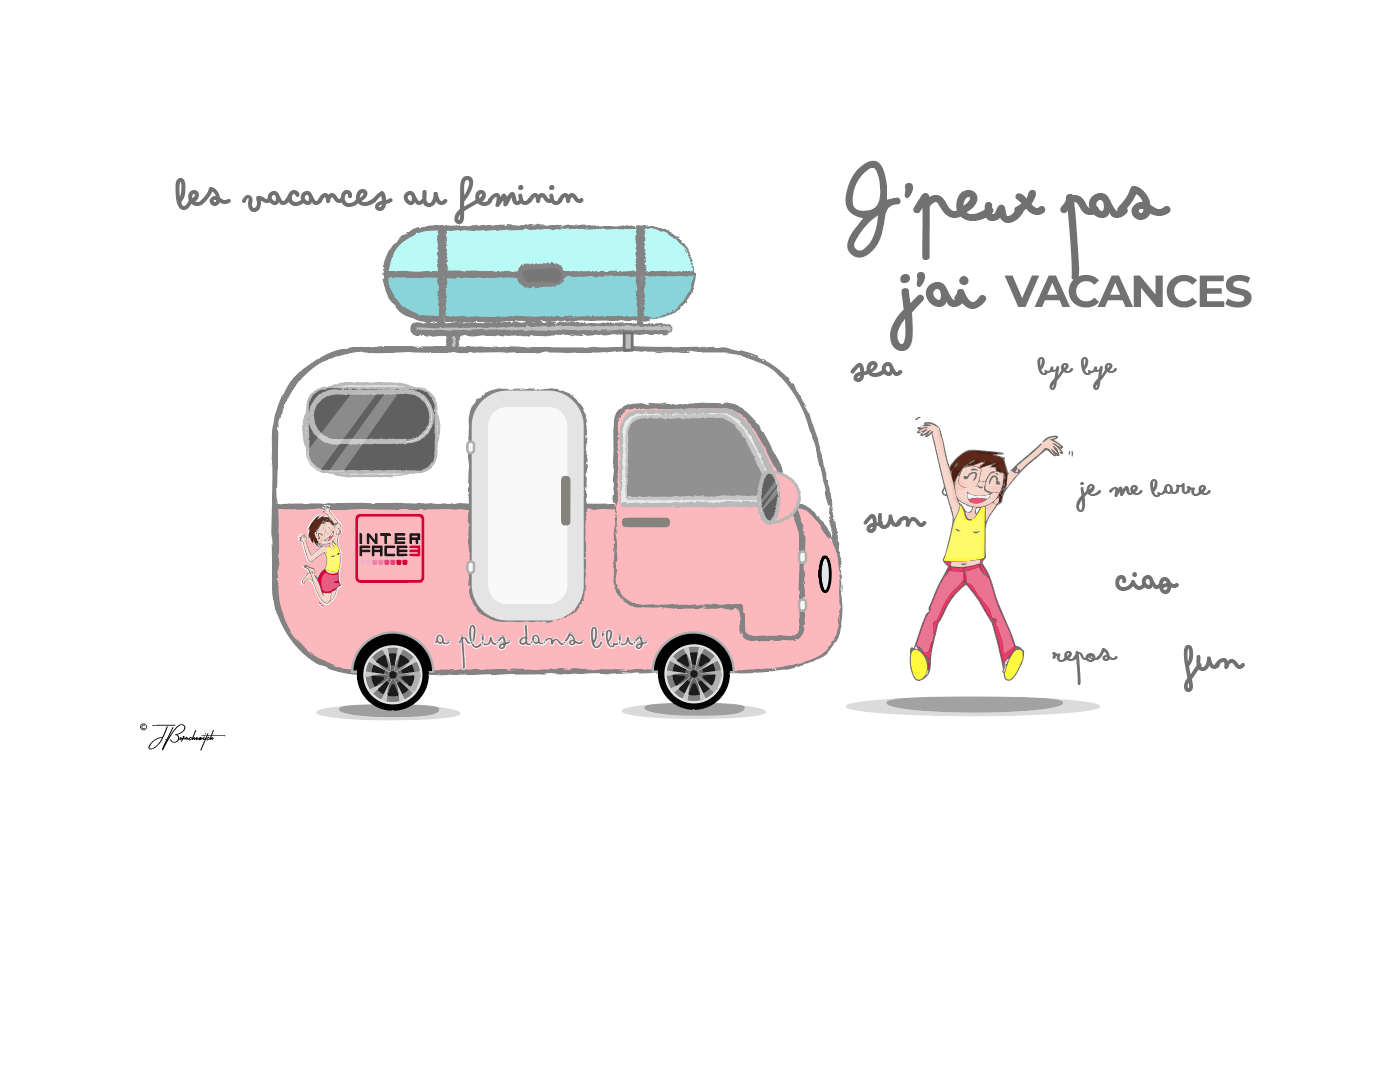 les vacances au feminin
J'peux pas
j'ai VACANCES
sea
bye bye
je me barre
sun
ciao
repos
fun
INTER
FACE3
a plus dans l'bus
©